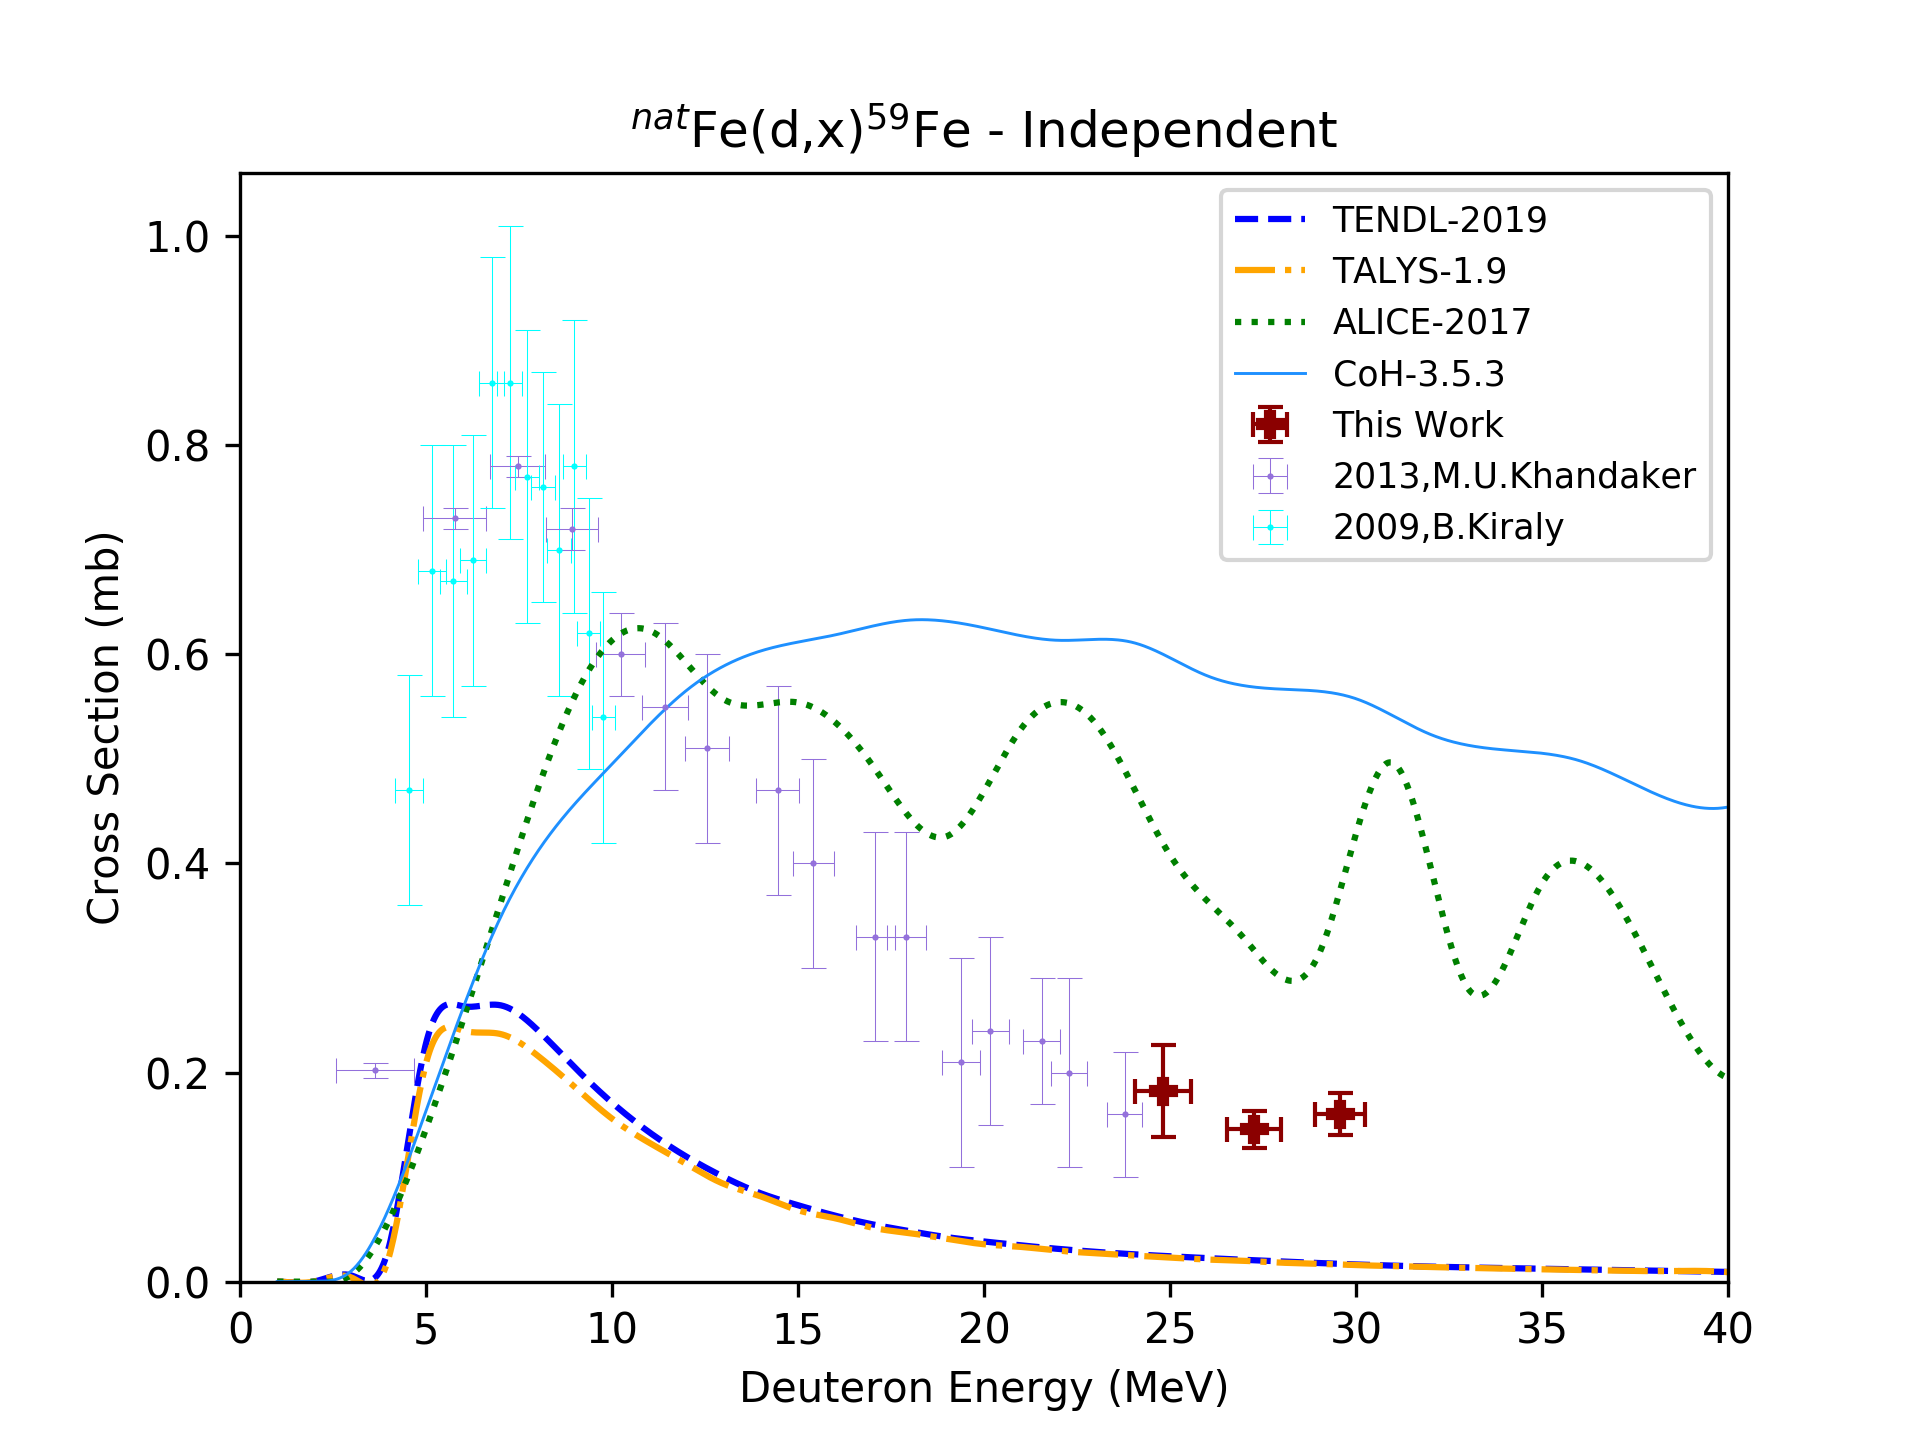 natFe(d,x)59Fe - Independent
TENDL-2019
TALYS-1.9
ALICE-2017
CoH-3.5.3
This Work
2013,M.U.Khandaker
2009,B.Kiraly
Cross Section (mb)
1.0
0.8
0.6
0.4
0.2
0.0
0 5 10 15 20 25 30 35 40
Deuteron Energy (MeV)